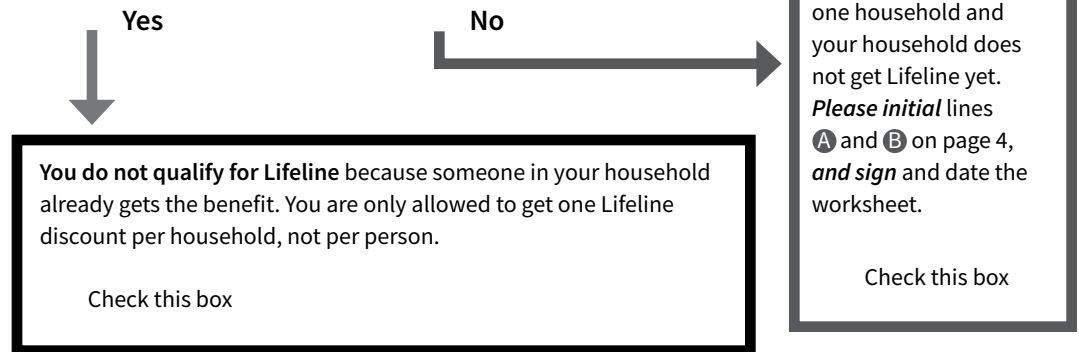 Yes
No
one household and
your household does
not get Lifeline yet.
Please initial lines
A and B on page 4,
and sign and date the
worksheet.
Check this box
You do not qualify for Lifeline because someone in your household
already gets the benefit. You are only allowed to get one Lifeline
discount per household, not per person.
Check this box